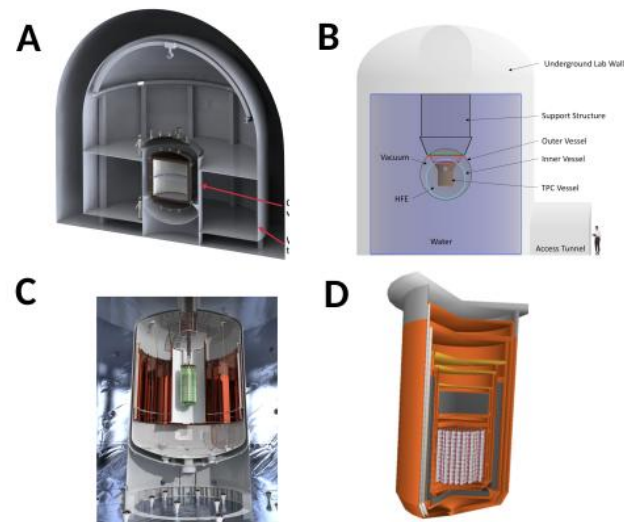 A
B
Underground Lab Wall
Support Structure
Outer Vessel
Vacuum
Inner Vessel
TPC Vessel
HFE
Water
Access Tunnel
C
D